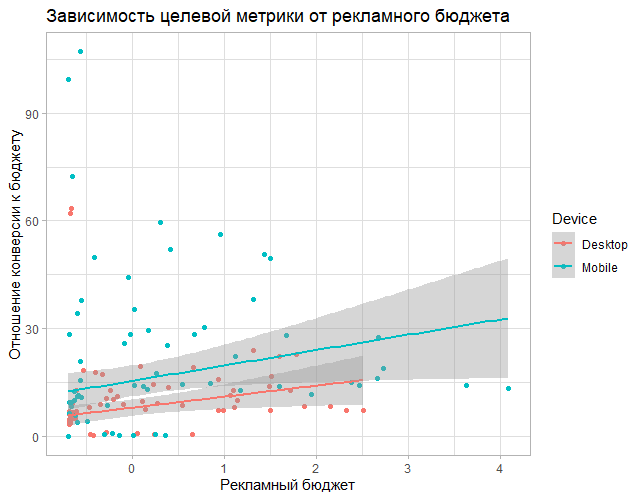 Зависимость целевой метрики от рекламного бюджета
Отношение конверсии к бюджету
90
60
30
0
0
1
2
3
4
Рекламный бюджет
Device
Desktop
Mobile